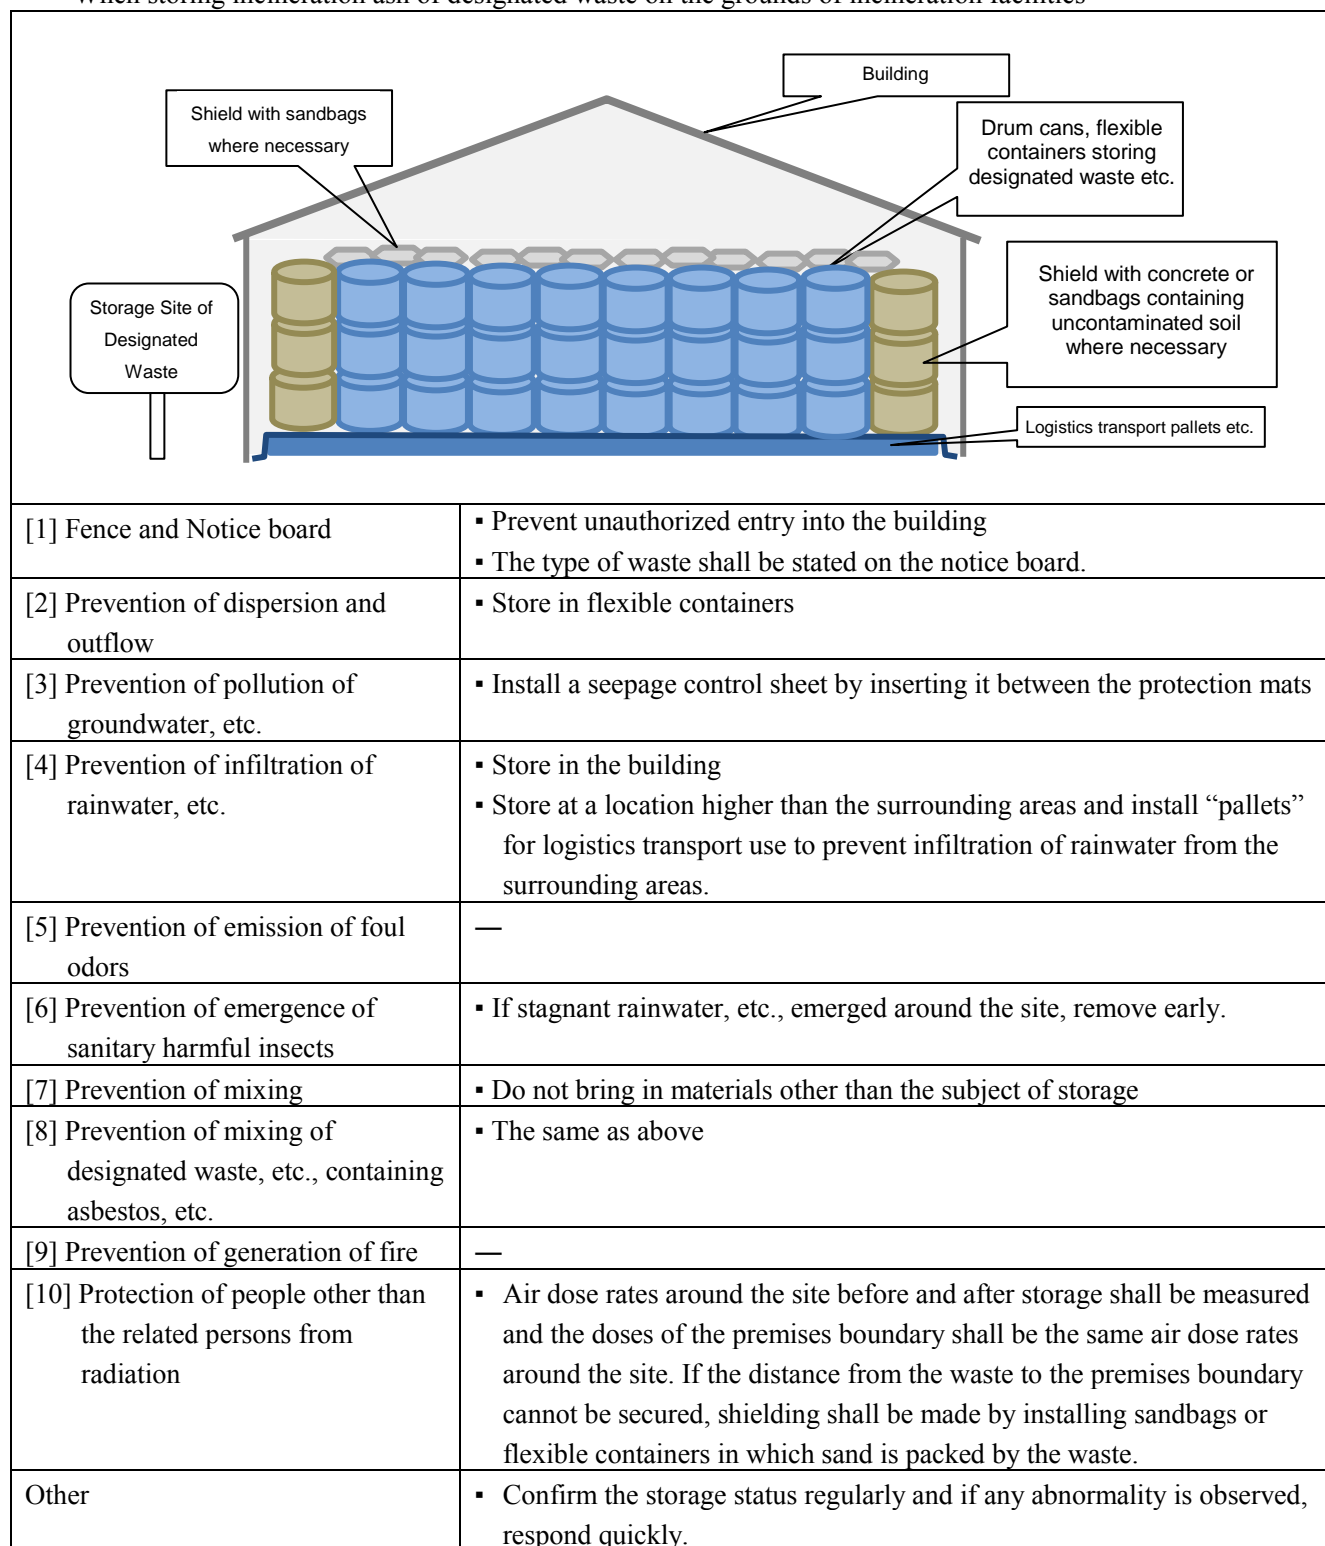 When storing incineration ash of designated waste on the grounds of incineration facilities
Building
Shield with sandbags
where necessary
Drum cans, flexible
containers storing
designated waste etc.
Shield with concrete or
sandbags containing
uncontaminated soil
where necessary
Storage Site of
Designated
Waste
Logistics transport pallets etc.
[1] Fence and Notice board
▪ Prevent unauthorized entry into the building
▪ The type of waste shall be stated on the notice board.
[2] Prevention of dispersion and
outflow
▪ Store in flexible containers
[3] Prevention of pollution of
groundwater, etc.
▪ Install a seepage control sheet by inserting it between the protection mats
[4] Prevention of infiltration of
rainwater, etc.
▪ Store in the building
▪ Store at a location higher than the surrounding areas and install “pallets”
for logistics transport use to prevent infiltration of rainwater from the
surrounding areas.
[5] Prevention of emission of foul
odors
―
[6] Prevention of emergence of
sanitary harmful insects
▪ If stagnant rainwater, etc., emerged around the site, remove early.
[7] Prevention of mixing
▪ Do not bring in materials other than the subject of storage
[8] Prevention of mixing of
designated waste, etc., containing
asbestos, etc.
▪ The same as above
[9] Prevention of generation of fire
―
[10] Protection of people other than
the related persons from
radiation
▪ Air dose rates around the site before and after storage shall be measured
and the doses of the premises boundary shall be the same air dose rates
around the site. If the distance from the waste to the premises boundary
cannot be secured, shielding shall be made by installing sandbags or
flexible containers in which sand is packed by the waste.
Other
▪ Confirm the storage status regularly and if any abnormality is observed,
respond quickly.